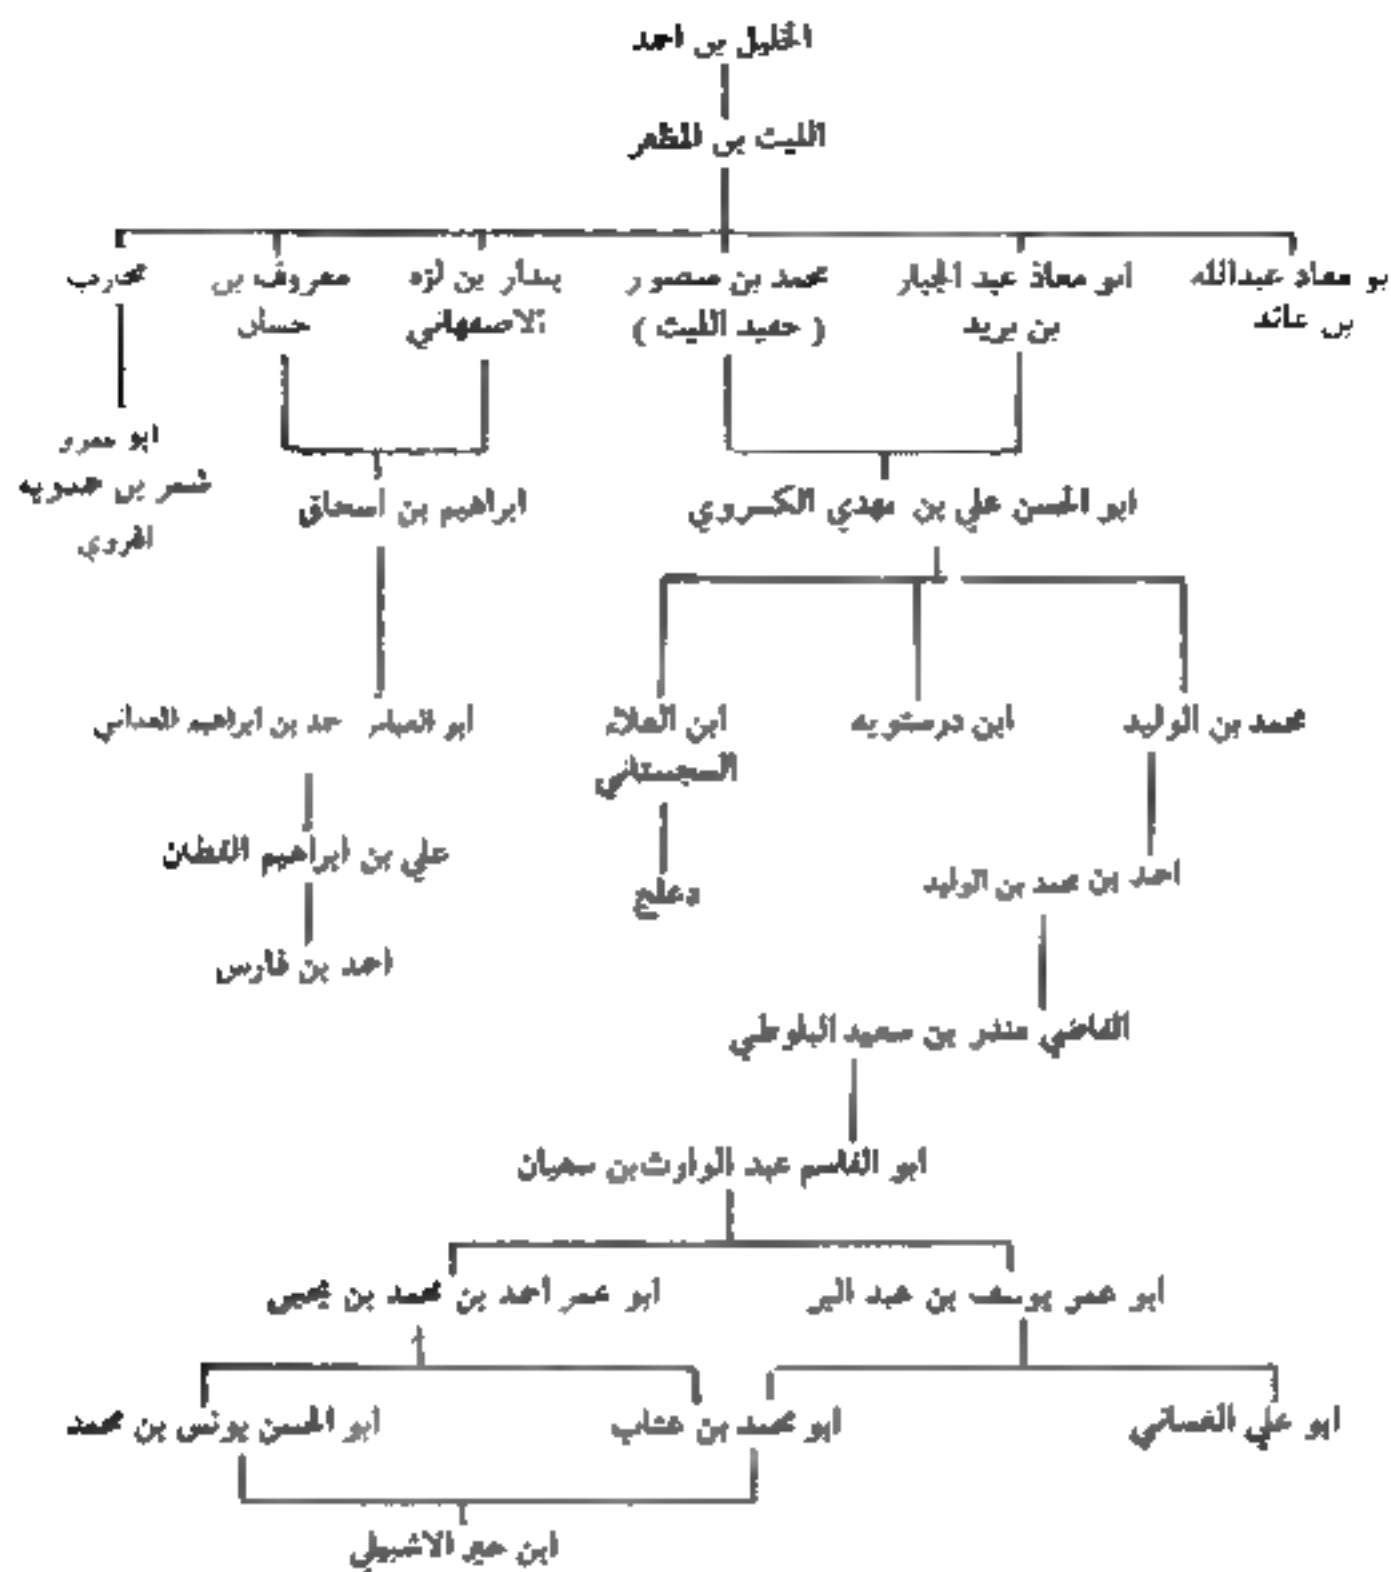 الخليل بن احمد
الليث بن المظفر
ابو معاذ عبدالله
بن عائذ
ابو معاذ عبد الجبار
بن يزيد
محمد بن منصور
( حفيد الليث )
بندار بن لزه
الاصفهاني
معروف بن
حسان
محارب
ابو عمرو
شمر بن حمدويه
الهروي
ابو الحسن علي بن مهدي الكسروي
ابراهيم بن اسحاق
محمد بن الوليد
ابن درستويه
ابن العلاء
السجستاني
أبو العباس احمد بن ابراهيم المعداني
دعلج
علي بن ابراهيم القطان
احمد بن محمد بن الوليد
احمد بن فارس
القاضي منذر بن سعيد البلوطي
ابو القاسم عبد الوارث بن سفيان
ابو عمر يوسف بن عبد البر
ابو عمر احمد بن محمد بن يحيى
ابو علي الغساني
ابو محمد بن عتاب
ابو الحسن يونس بن محمد
ابن خير الاشبيلي